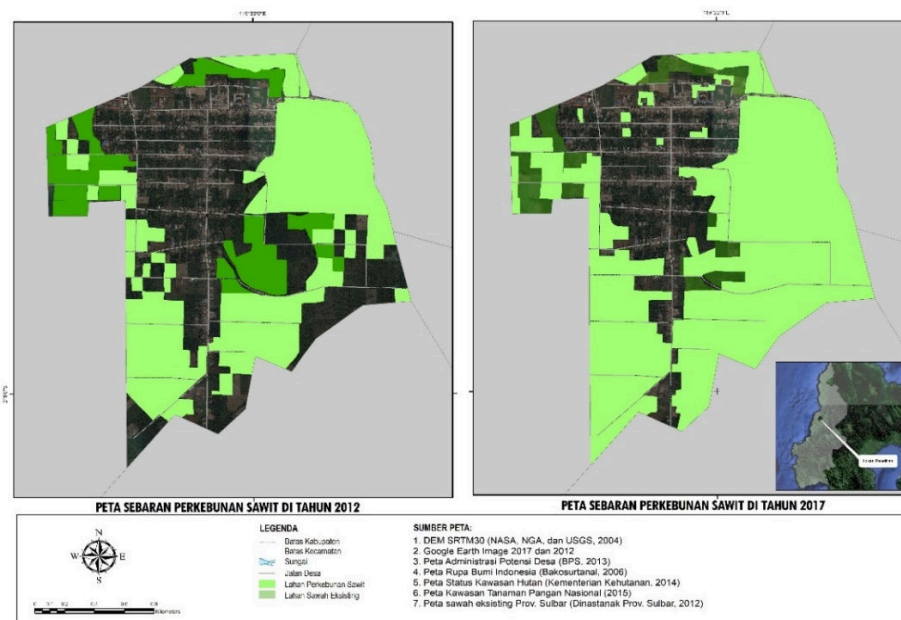 PETA SEBARAN PERKEBUNAN SAWIT DI TAHUN 2012
PETA SEBARAN PERKEBUNAN SAWIT DI TAHUN 2017
LEGENDA
Batas Kabupaten
Batas Kecamatan
Sungai
Jalan Desa
Lahan Perkebunan Sawit
Lahan Sawah Eksisting
SUMBER PETA:
1. DEM SRTM30 (NASA, NGA, dan USGS, 2004)
2. Google Earth Image 2017 dan 2012
3. Peta Administrasi Potensi Desa (BPS, 2013)
4. Peta Rupa Bumi Indonesia (Bakosurtanal, 2006)
5. Peta Status Kawasan Hutan (Kementerian Kehutanan, 2014)
6. Peta Kawasan Tanaman Pangan Nasional (2015)
7. Peta sawah eksisting Prov. Sulbar (Dinastanak Prov. Sulbar, 2012)
N
W
E
S
Kilometers